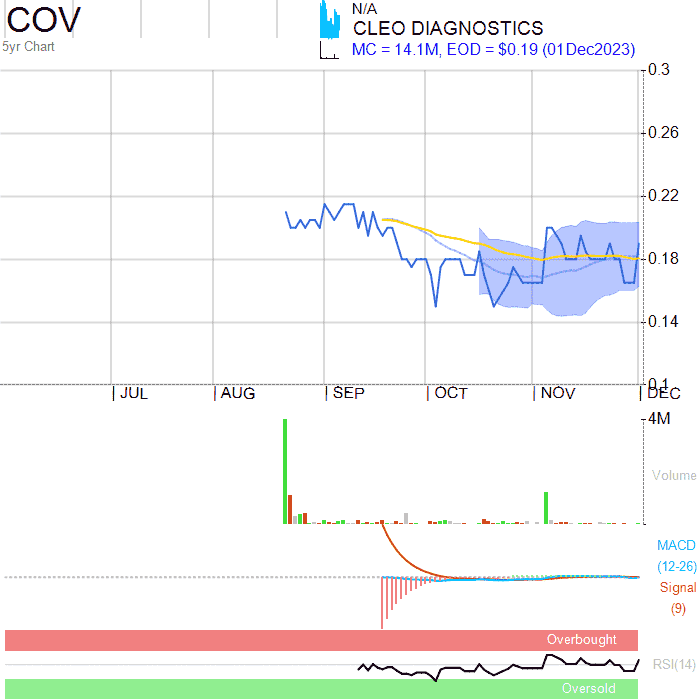 COV
5yr Chart
N/A
CLEO DIAGNOSTICS
MC = 14.1M, EOD = $0.19 (01Dec2023)
0.3
0.26
0.22
0.18
0.14
0.1
JUL
AUG
SEP
OCT
NOV
DEC
4M
Volume
MACD
(12-26)
Signal
(9)
Overbought
RSI(14)
Oversold